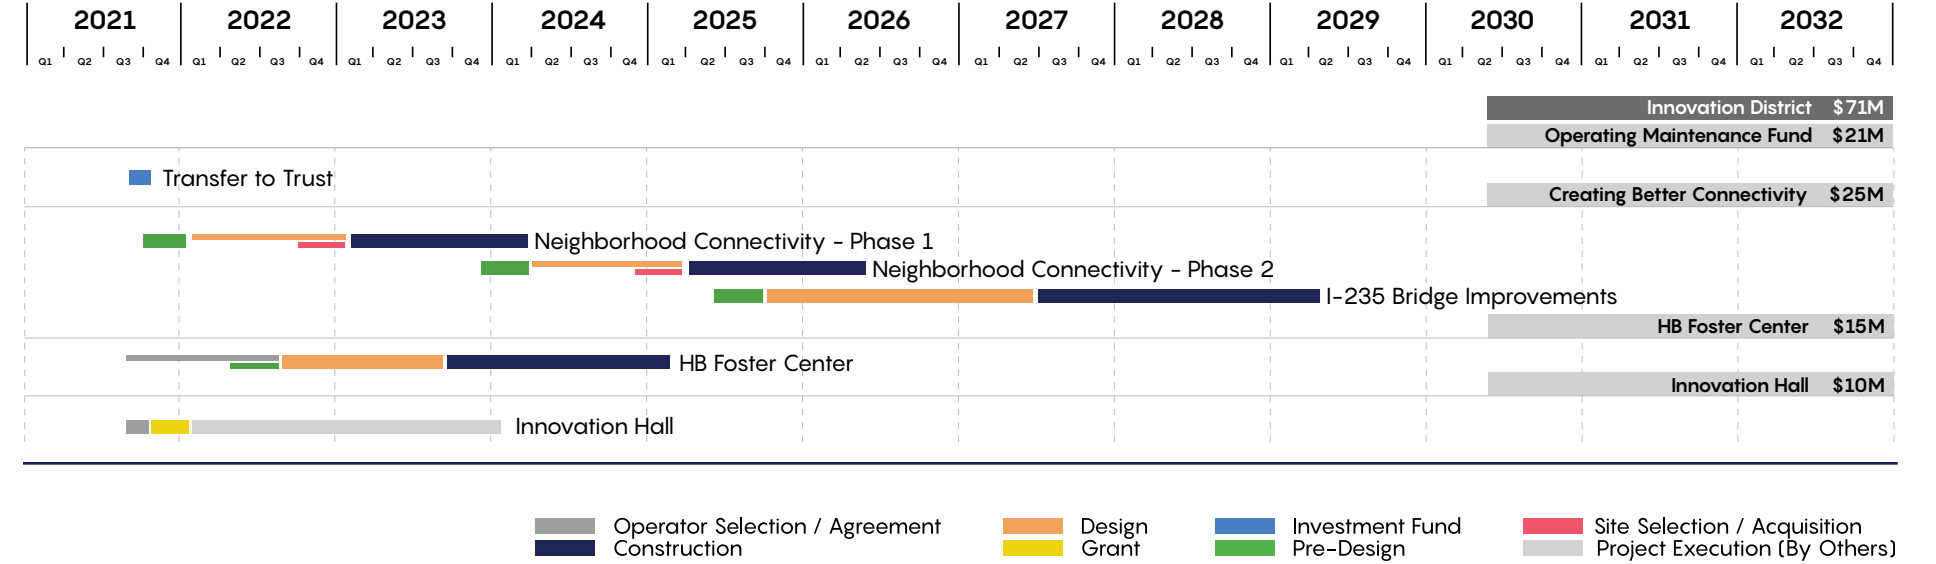 2021 2022 2023 2024 2025 2026 2027 2028 2029 2030 2031 2032
Q1 Q2 Q3 Q4 Q1 Q2 Q3 Q4 Q1 Q2 Q3 Q4 Q1 Q2 Q3 Q4 Q1 Q2 Q3 Q4 Q1 Q2 Q3 Q4 Q1 Q2 Q3 Q4 Q1 Q2 Q3 Q4 Q1 Q2 Q3 Q4 Q1 Q2 Q3 Q4 Q1 Q2 Q3 Q4 Q1 Q2 Q3 Q4
Innovation District $71M
Operating Maintenance Fund $21M
Transfer to Trust
Creating Better Connectivity $25M
Neighborhood Connectivity - Phase 1
Neighborhood Connectivity - Phase 2
I-235 Bridge Improvements
HB Foster Center $15M
HB Foster Center
Innovation Hall $10M
Innovation Hall
Operator Selection / Agreement Design Investment Fund Site Selection / Acquisition
Construction Grant Pre-Design Project Execution (By Others)